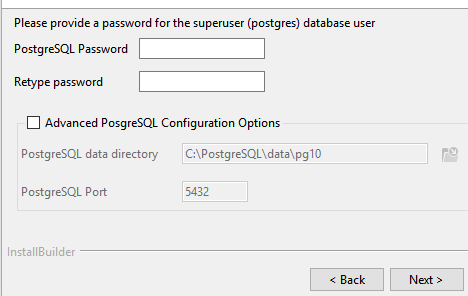 Please provide a password for the superuser (postgres) database user
PostgreSQL Password
Retype password
Advanced PosgreSQL Configuration Options
PostgreSQL data directory C:\PostgreSQL\data\pg10
PostgreSQL Port 5432
InstallBuilder
< Back Next >